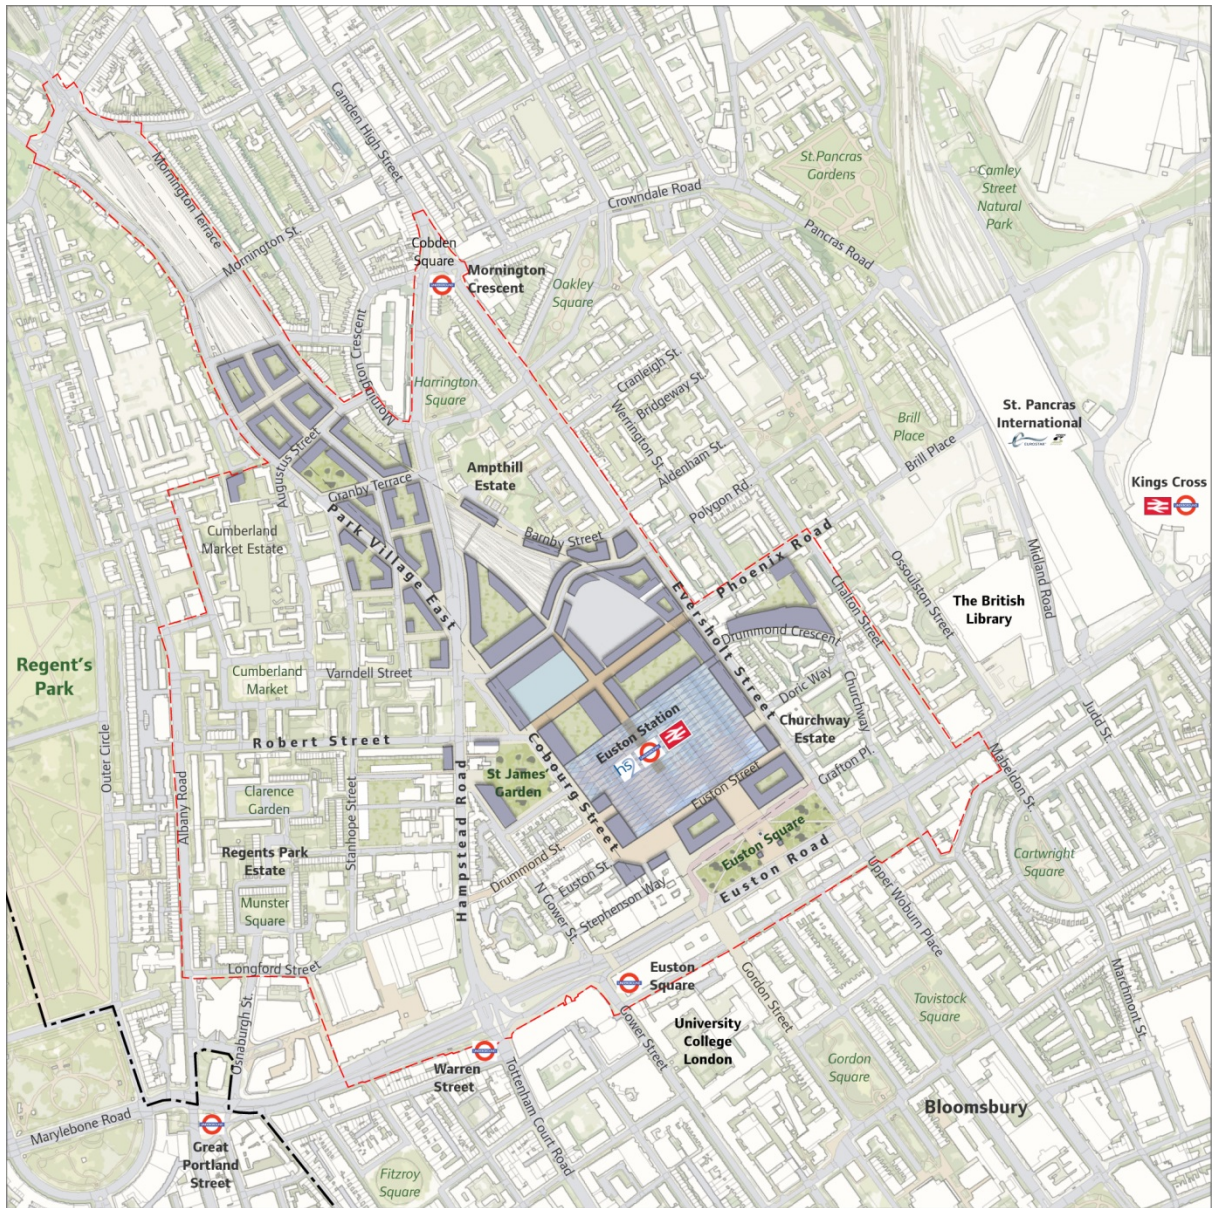 Camden High Street
St.Pancras
Gardens
Camley
Street
Natural
Park
Mornington Terrace
Crowndale Road
Pancras Road
Mornington St.
Cobden
Square
Mornington
Crescent
Oakley
Square
Mornington Crescent
Harrington
Square
Cranleigh St.
Bridgeway St.
Werrington St.
Aldenham St.
Polygon Rd.
Brill
Place
Brill Place
St. Pancras
International
Kings Cross
Augustus Street
Granby Terrace
Ampthill
Estate
Barnby Street
Park Village East
Cumberland
Market Estate
Eversholt Street
Phoenix Road
Chalton Street
Ossoulston Street
Midland Road
The British
Library
Drummond Crescent
Doric Way
Churchway
Churchway
Estate
Grafton Pl.
Judd St.
Mabeldon St.
Regent's
Park
Outer Circle
Albany Road
Cumberland
Market
Varndell Street
Robert Street
Clarence
Garden
Stanhope Street
Hampstead Road
St James'
Garden
Cobourg Street
Euston Station
HS2
Euston Street
Euston Square
Euston Road
Regents Park
Estate
Munster
Square
Drummond St.
Euston St.
Stephenson Way
N Gower St.
Longford Street
Osnaburgh St.
Euston
Square
Upper Woburn Place
Cartwright
Square
Marchmont St.
Tavistock
Square
Gordon Street
Gordon
Square
University
College
London
Gower Street
Warren
Street
Tottenham Court Road
Bloomsbury
Marylebone Road
Great
Portland
Street
Fitzroy
Square